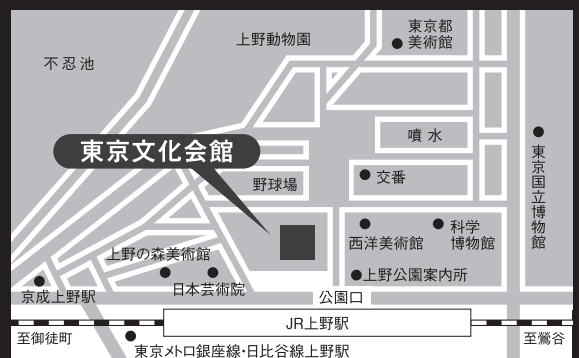 東京都
美術館
上野動物園
不忍池
噴水
東京文化会館
東京国立博物館
交番
野球場
科学
博物館
西洋美術館
上野の森美術館
上野公園案内所
日本芸術院
京成上野駅
公園口
JR上野駅
至御徒町
至鶯谷
東京メトロ銀座線・日比谷線上野駅